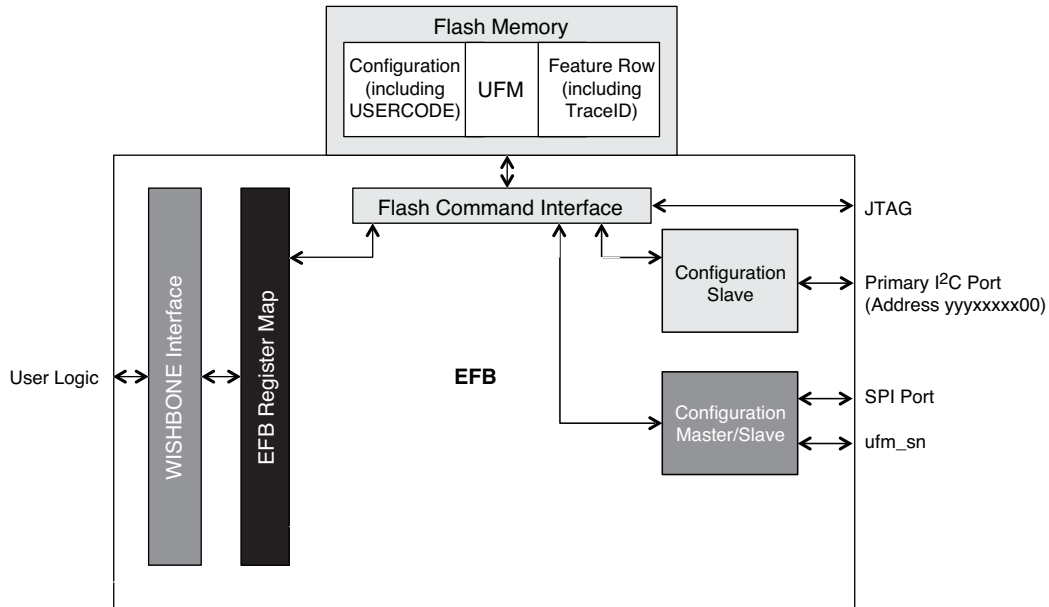 Flash Memory
Configuration
(including
USERCODE)
UFM
Feature Row
(including
TraceID)
Flash Command Interface
JTAG
Configuration
Slave
Primary I2C Port
(Address yyyxxxxx00)
User Logic
WISHBONE Interface
EFB Register Map
EFB
Configuration
Master/Slave
SPI Port
ufm_sn